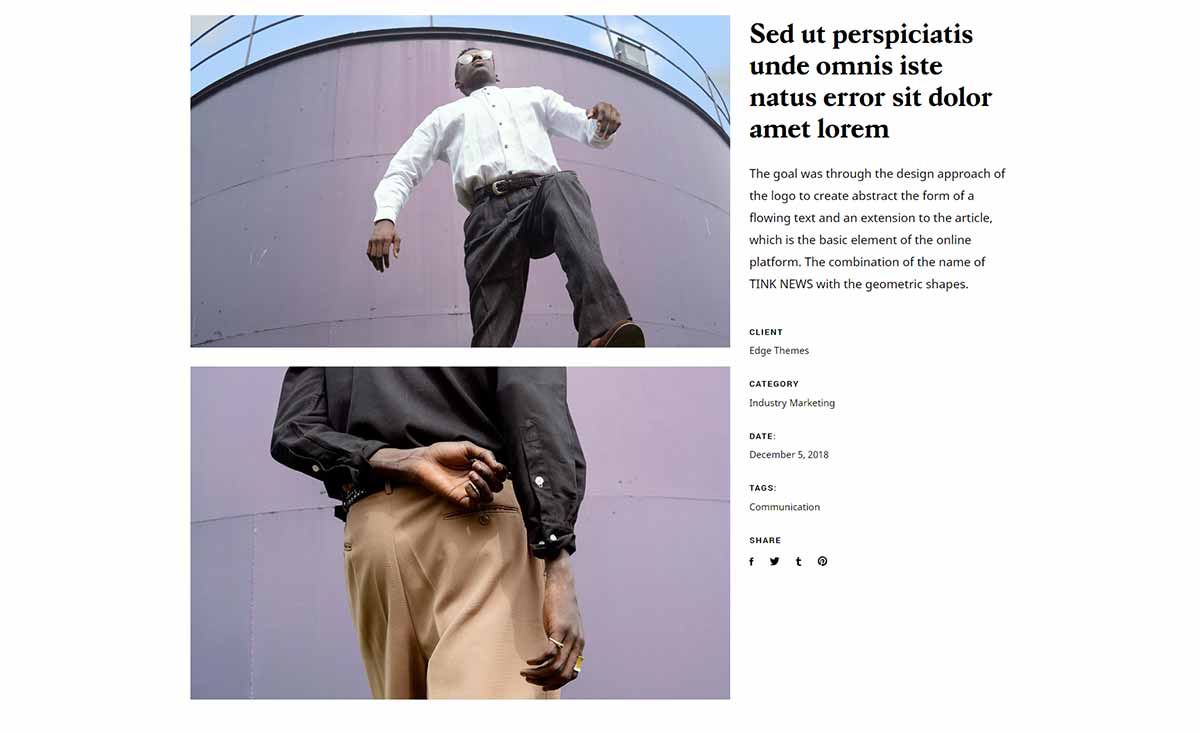 Sed ut perspiciatis
unde omnis iste
natus error sit dolor
amet lorem
The goal was through the design approach of
the logo to create abstract the form of a
flowing text and an extension to the article,
which is the basic element of the online
platform. The combination of the name of
TINK NEWS with the geometric shapes.
CLIENT
Edge Themes
CATEGORY
Industry Marketing
DATE:
December 5, 2018
TAGS:
Communication
SHARE